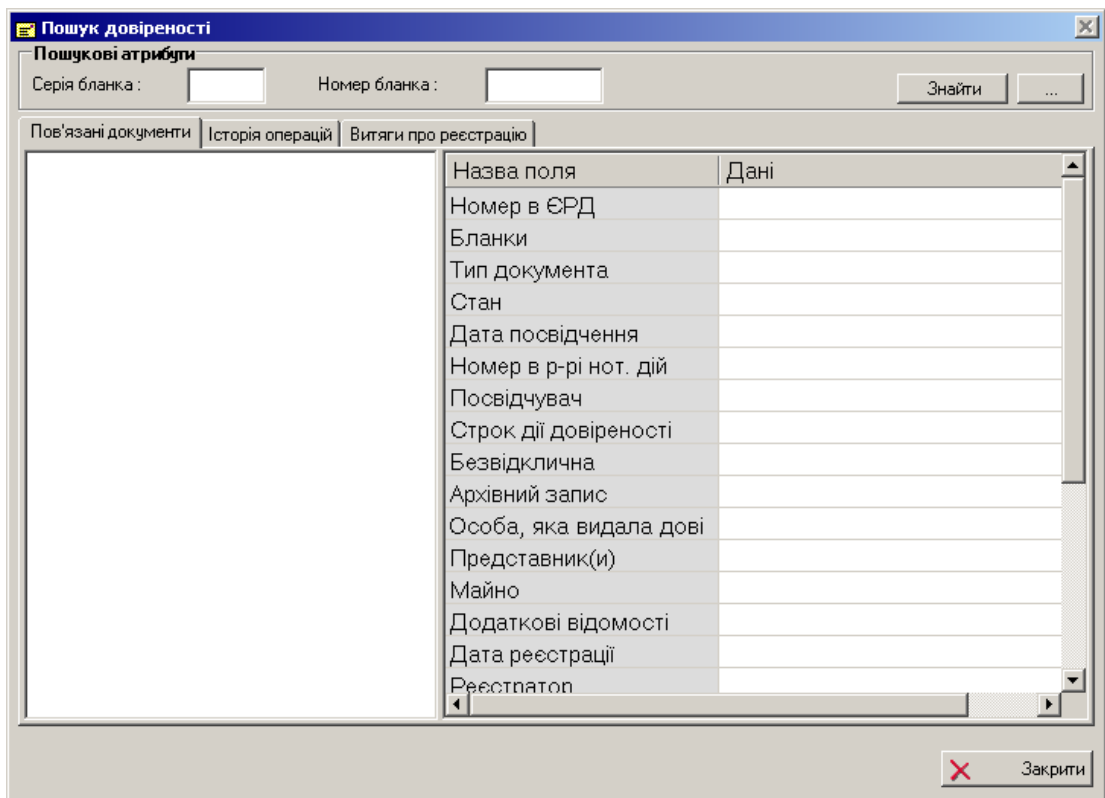 Пошук довіреності
Пошукові атрибути
Серія бланка :
Номер бланка :
Знайти
...
Пов'язані документи
Історія операцій
Витяги про реєстрацію
Назва поля
Дані
Номер в ЄРД
Бланки
Тип документа
Стан
Дата посвідчення
Номер в р-рі нот. дій
Посвідчувач
Строк дії довіреності
Безвідклична
Архівний запис
Особа, яка видала дові
Представник(и)
Майно
Додаткові відомості
Дата реєстрації
Реєстратор
Закрити